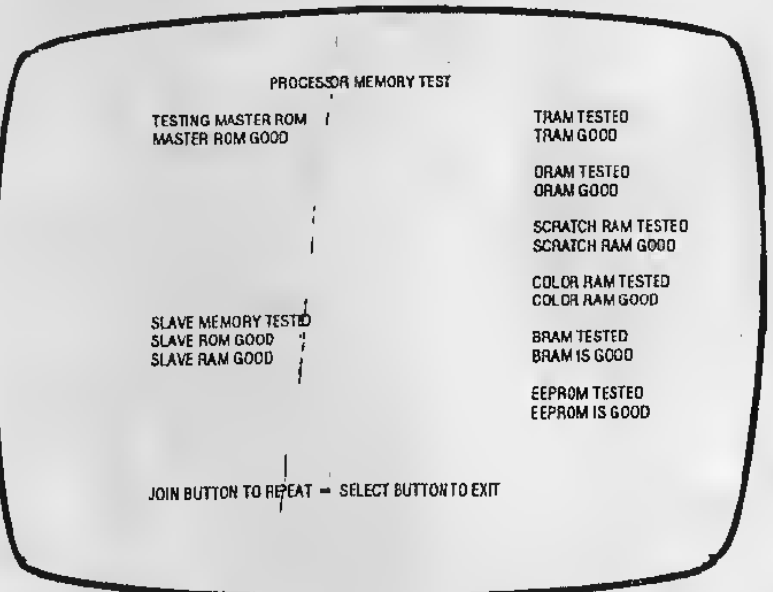 PROCESSOR MEMORY TEST
TESTING MASTER ROM
MASTER ROM GOOD
SLAVE MEMORY TESTED
SLAVE ROM GOOD
SLAVE RAM GOOD
TRAM TESTED
TRAM GOOD
ORAM TESTED
ORAM GOOD
SCRATCH RAM TESTED
SCRATCH RAM GOOD
COLOR RAM TESTED
COLOR RAM GOOD
BRAM TESTED
BRAM IS GOOD
EEPROM TESTED
EEPROM IS GOOD
JOIN BUTTON TO REPEAT — SELECT BUTTON TO EXIT